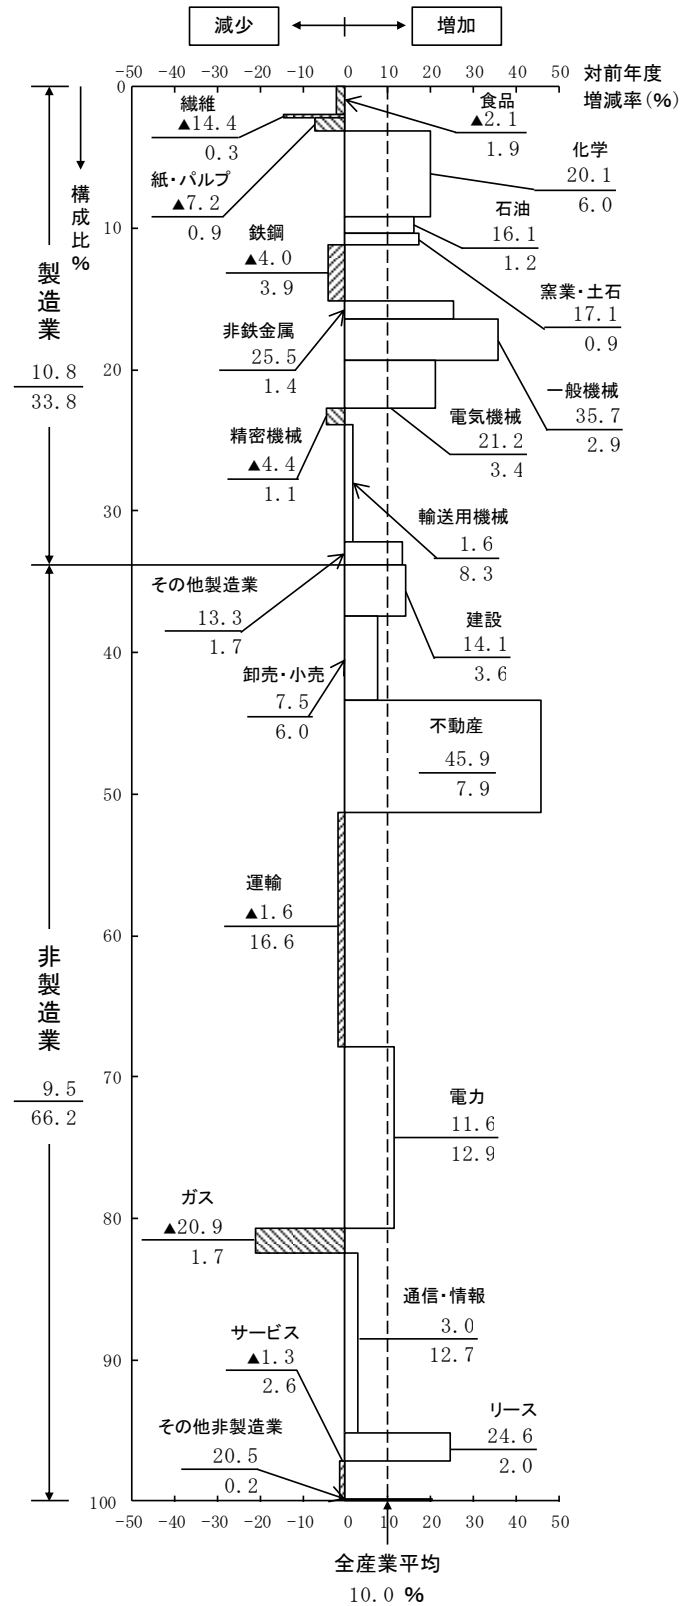 減少
増加
-50 -40 -30 -20 -10 0 10 20 30 40 50
対前年度
増減率(%)
0
10
20
30
40
50
60
70
80
90
100
構成比%
製造業
10.8
33.8
非製造業
9.5
66.2
食品
▲2.1
1.9
繊維
▲14.4
0.3
紙・パルプ
▲7.2
0.9
化学
20.1
6.0
石油
16.1
1.2
窯業・土石
17.1
0.9
鉄鋼
▲4.0
3.9
非鉄金属
25.5
1.4
一般機械
35.7
2.9
電気機械
21.2
3.4
精密機械
▲4.4
1.1
輸送用機械
1.6
8.3
その他製造業
13.3
1.7
建設
14.1
3.6
卸売・小売
7.5
6.0
不動産
45.9
7.9
運輸
▲1.6
16.6
電力
11.6
12.9
ガス
▲20.9
1.7
通信・情報
3.0
12.7
リース
24.6
2.0
サービス
▲1.3
2.6
その他非製造業
20.5
0.2
-50 -40 -30 -20 -10 0 10 20 30 40 50
全産業平均
10.0 %